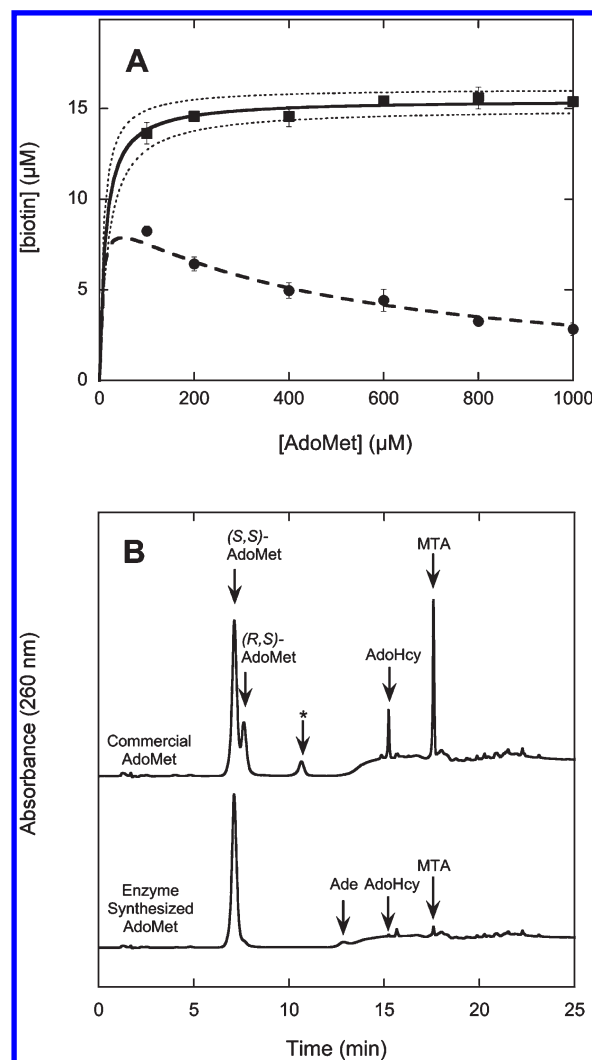 A
20
15
10
5
0
[biotin] (µM)
0 200 400 600 800 1000
[AdoMet] (µM)
B
(S,S)-
AdoMet
(R,S)-
AdoMet
*
AdoHcy
MTA
Commercial
AdoMet
Enzyme
Synthesized
AdoMet
Ade
AdoHcy
MTA
Absorbance (260 nm)
0 5 10 15 20 25
Time (min)